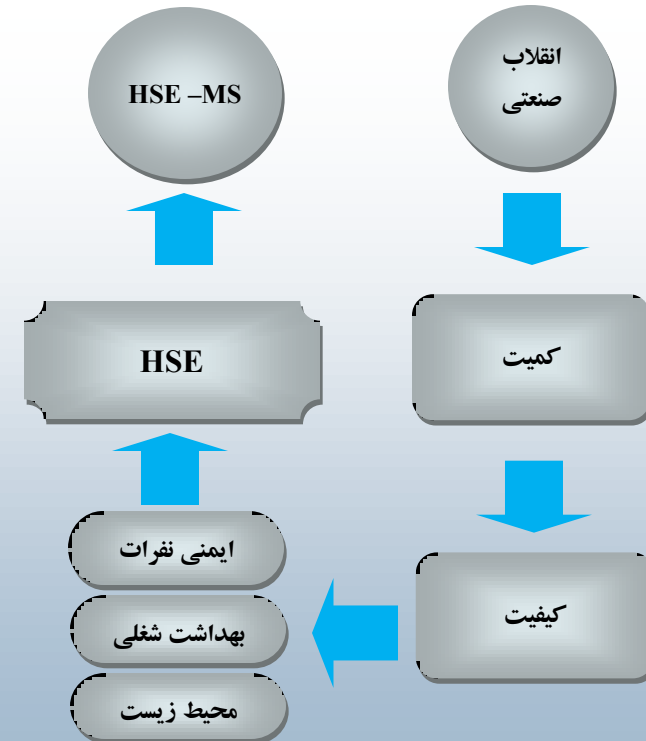 انقلاب
صنعتی
کمیت
کیفیت
ایمنی نفرات
بهداشت شغلی
محیط زیست
HSE
HSE –MS